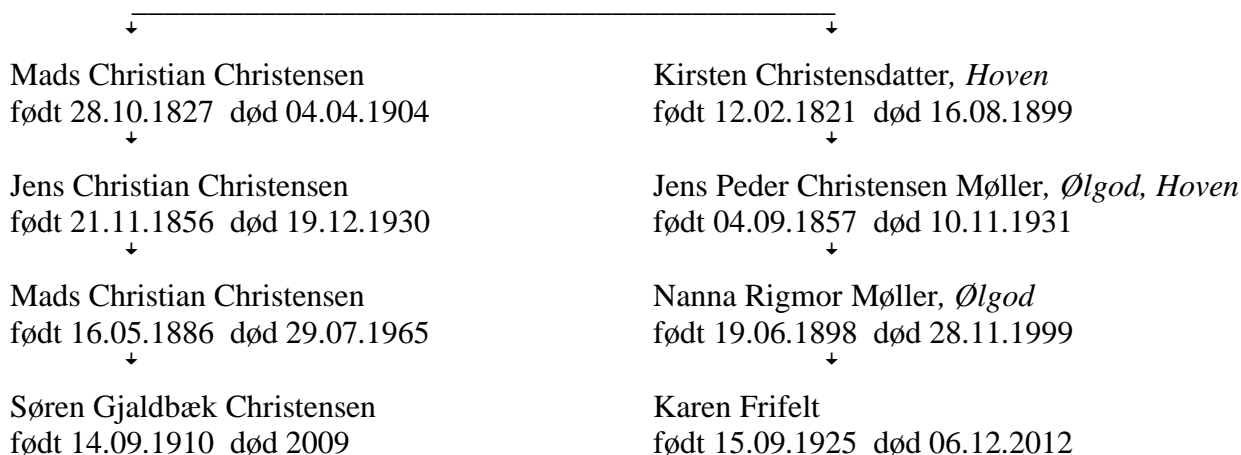 Mads Christian Christensen
født 28.10.1827 død 04.04.1904
Kirsten Christensdatter, Hoven
født 12.02.1821 død 16.08.1899
Jens Christian Christensen
født 21.11.1856 død 19.12.1930
Jens Peder Christensen Møller, Ølgod, Hoven
født 04.09.1857 død 10.11.1931
Mads Christian Christensen
født 16.05.1886 død 29.07.1965
Nanna Rigmor Møller, Ølgod
født 19.06.1898 død 28.11.1999
Søren Gjaldbæk Christensen
født 14.09.1910 død 2009
Karen Frifelt
født 15.09.1925 død 06.12.2012